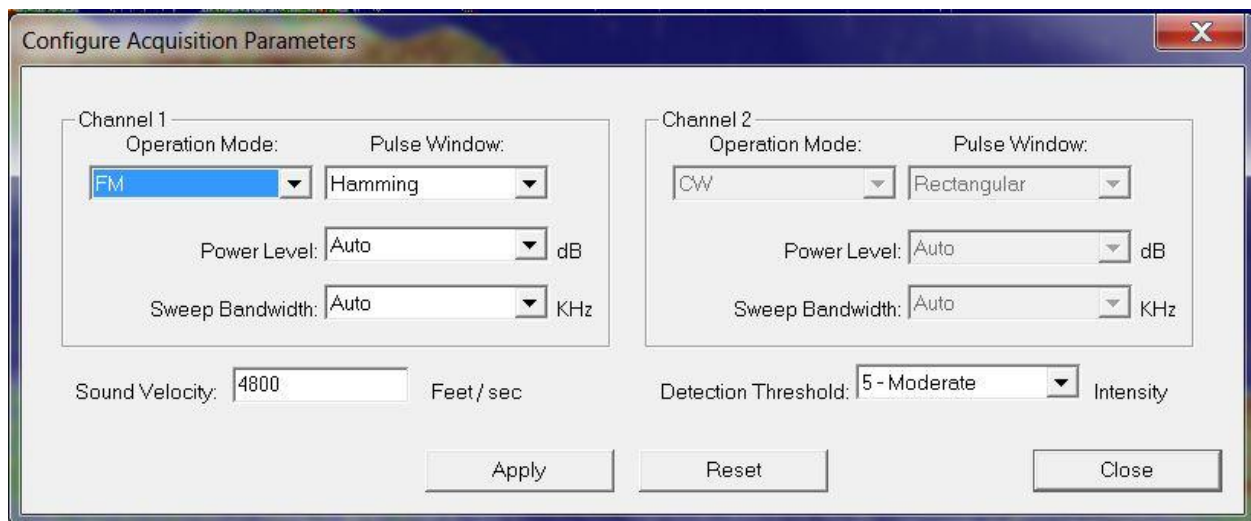 Configure Acquisition Parameters
X
Channel 1
Operation Mode: Pulse Window:
FM Hamming
Power Level: Auto dB
Sweep Bandwidth: Auto KHz
Channel 2
Operation Mode: Pulse Window:
CW Rectangular
Power Level: Auto dB
Sweep Bandwidth: Auto KHz
Sound Velocity: 4800 Feet / sec
Detection Threshold: 5 - Moderate Intensity
Apply Reset Close